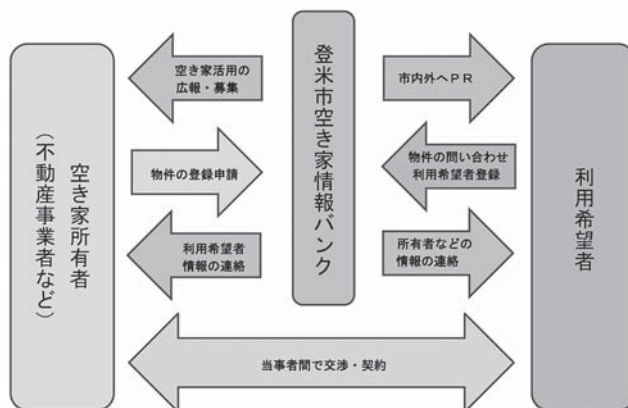 空き家所有者
(不動産事業者など)
空き家活用の
広報・募集
物件の登録申請
利用希望者
情報の連絡
登米市空き家情報バンク
市内外へPR
物件の問い合わせ
利用希望者登録
所有者などの
情報の連絡
利用希望者
当事者間で交渉・契約